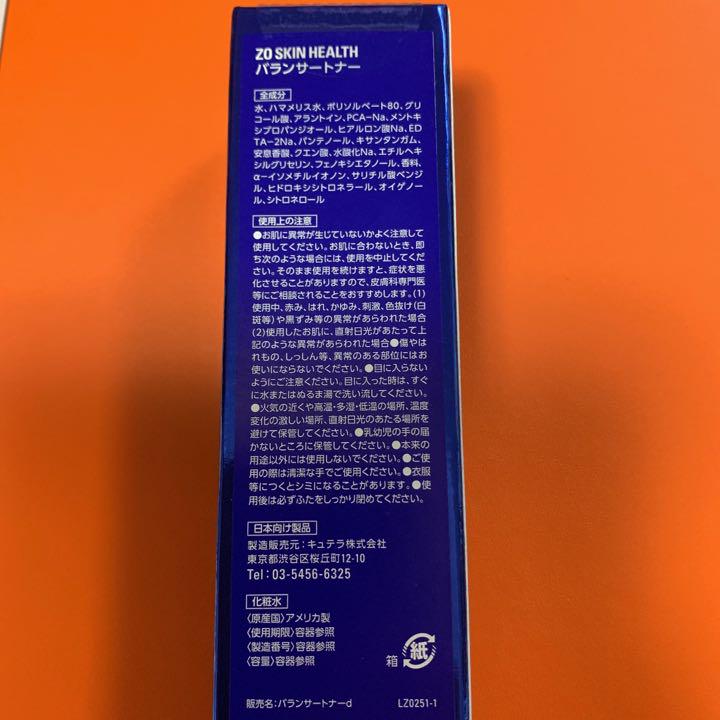 ZO SKIN HEALTH
バランサートナー
全成分
水、ハマメリス水、ポリソルベート80、グリ
コール酸、アラントイン、PCA-Na、メントキ
シプロパンジオール、ヒアルロン酸Na、ED
TA-2Na、パンテノール、キサンタンガム、
安息香酸、クエン酸、水酸化Na、エチルヘキ
シルグリセリン、フェノキシエタノール、香料、
α-イソメチルイオノン、サリチル酸ベンジ
ル、ヒドロキシシトロネラール、オイゲノー
ル、シトロネロール
使用上の注意
●お肌に異常が生じていないかよく注意して
使用してください。お肌に合わないとき、即
ち次のような場合には、使用を中止してくだ
さい。そのまま使用を続けますと、症状を悪
化させることがありますので、皮膚科専門医
等にご相談されることをおすすめします。(1)
使用中、赤み、はれ、かゆみ、刺激、色抜け(白
斑等)や黒ずみ等の異常があらわれた場合
(2)使用したお肌に、直射日光があたって上
記のような異常があらわれた場合●傷やは
れもの、しっしん等、異常のある部位にはお
使いにならないでください。●目に入らない
ようにご注意ください。目に入った時は、すぐ
に水またはぬるま湯で洗い流してください。
●火気の近くや高温・多湿・低温の場所、温度
変化の激しい場所、直射日光のあたる場所を
避けて保管してください。●乳幼児の手の届
かないところに保管してください。●本来の
用途以外には使用しないでください。●ご使
用の際は清潔な手でご使用ください。●衣服
等につくとシミになることがあります。●使
用後は必ずふたをしっかり閉めてください。
日本向け製品
製造販売元:キュテラ株式会社
東京都渋谷区桜丘町12-10
Tel:03-5456-6325
化粧水
〈原産国〉アメリカ製
〈使用期限〉容器参照
〈製造番号〉容器参照
〈容量〉容器参照
箱 紙
販売名:バランサートナーd LZ0251-1